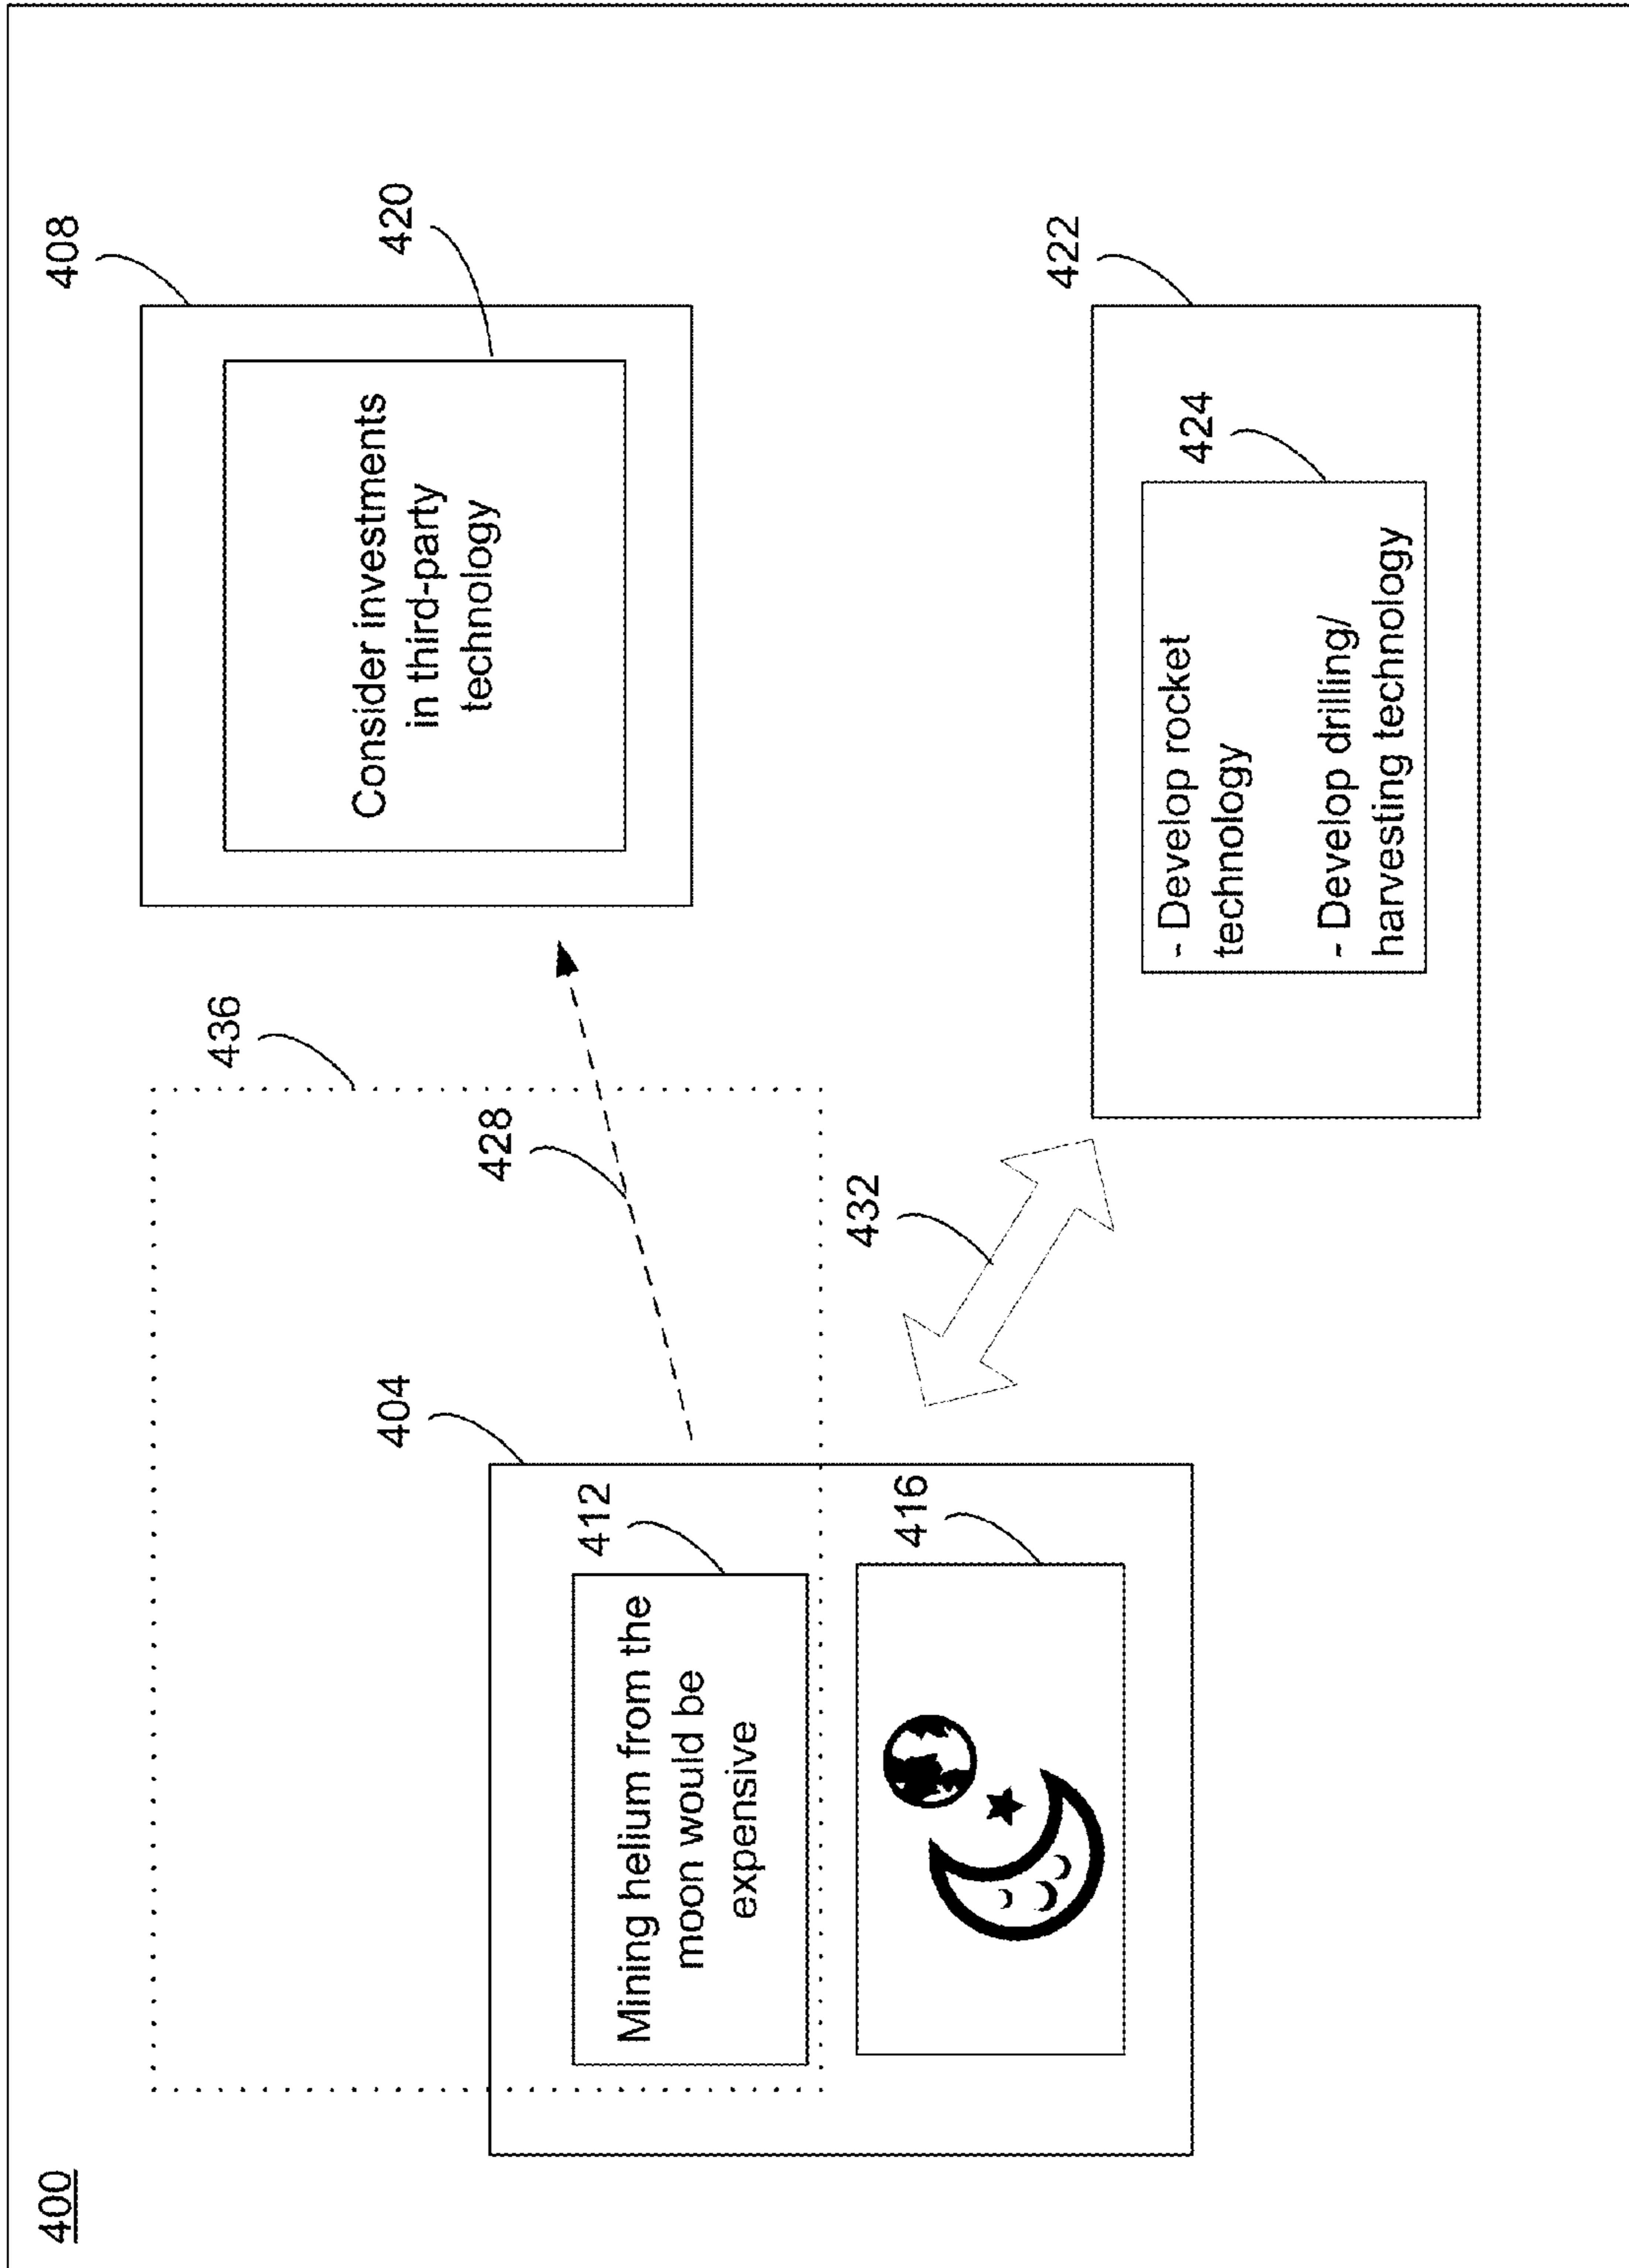 400
408
420
Consider investments
in third-party
technology
436
428
404
412
Mining helium from the
moon would be
expensive
416
432
422
424
- Develop rocket
technology
- Develop drilling/
harvesting technology